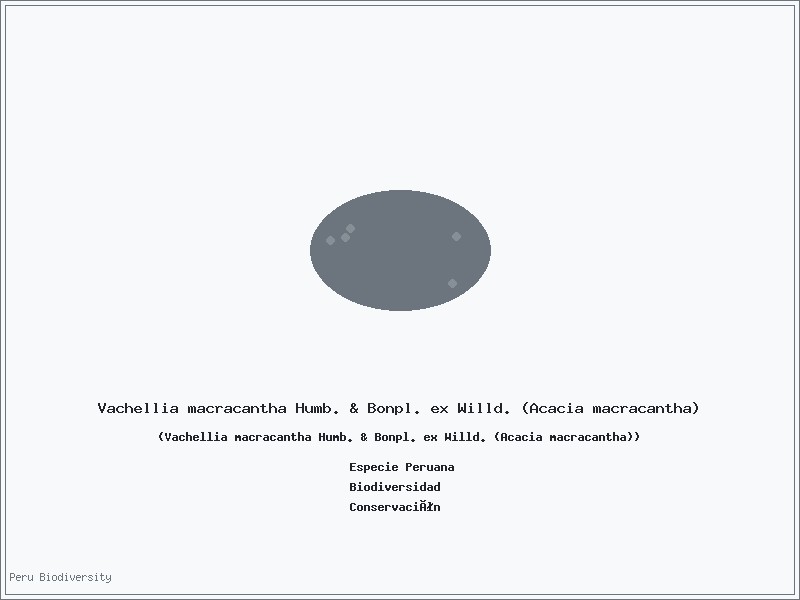 Vachellia macracantha Humb. & Bonpl. ex Willd. (Acacia macracantha)
(Vachellia macracantha Humb. & Bonpl. ex Willd. (Acacia macracantha))
Especie Peruana
Biodiversidad
ConservaciĂłn
Peru Biodiversity